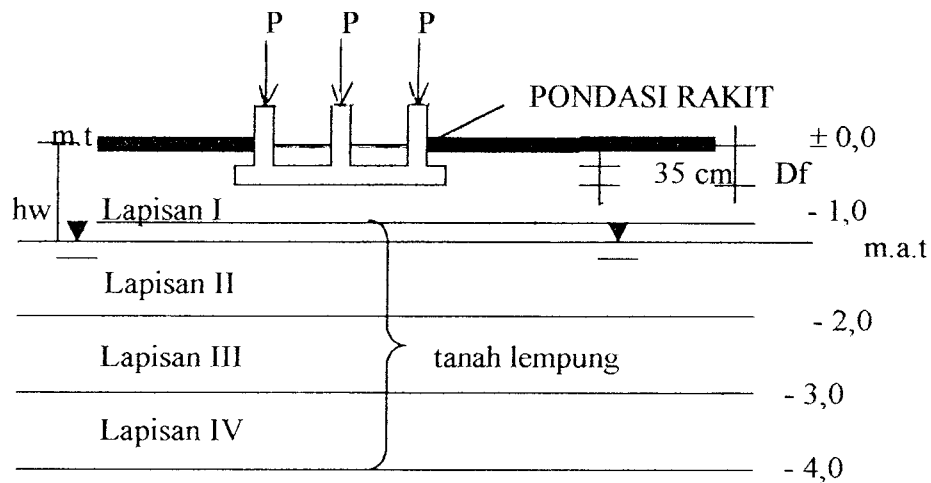 P P P
PONDASI RAKIT
m.t
± 0,0
35 cm
Df
hw
Lapisan I
- 1,0
m.a.t
Lapisan II
- 2,0
Lapisan III
tanah lempung
- 3,0
Lapisan IV
- 4,0